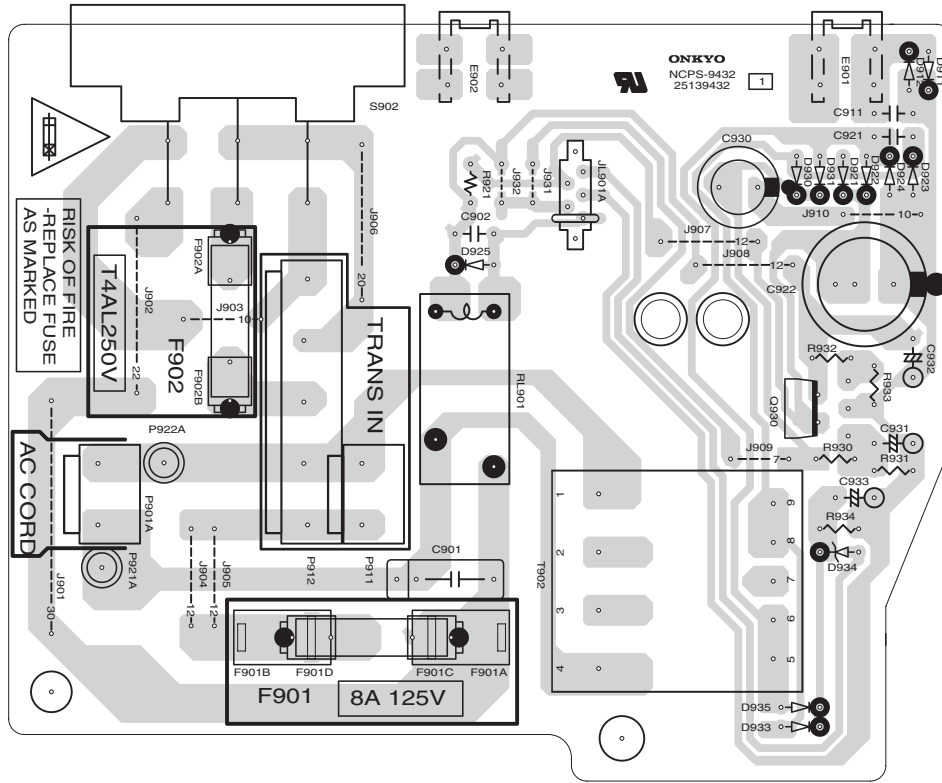 S902
E902
ONKYO
NCPS-9432
25139432
1
E901
D912
D911
C911
C921
C930
D930
D931
D922
D924
D923
J910
10
R921
J932
J931
JL901A
C902
D925
J906
20
J907
12
J908
12
C922
RISK OF FIRE
-REPLACE FUSE
AS MARKED
T4AL250V
J902
22
F902A
J903
10
F902
F902B
TRANS IN
RL901
R932
C932
R933
Q930
C931
J909
7
R930
R931
C933
R934
D934
P922A
AC CORD
P901A
P921A
J901
30
J904
12
J905
12
P912
P911
C901
T902
1
2
3
4
9
8
7
6
5
F901B
F901D
F901C
F901A
F901
8A 125V
D935
D933